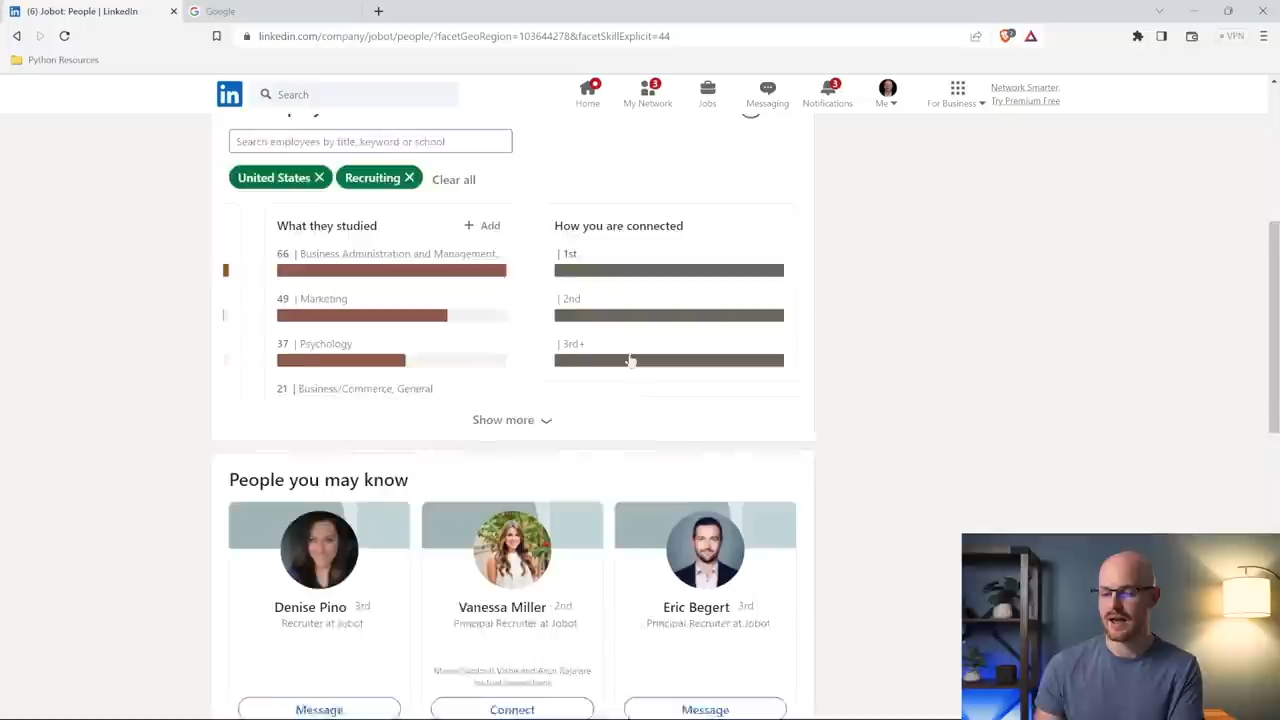 (6) Jobot: People | LinkedIn
Google
linkedin.com/company/jobot/people/?facetGeoRegion=103644278&facetSkillExplicit=44
VPN
Python Resources
in
Search
3
3
Home
My Network
Jobs
Messaging
Notifications
Me
For Business
Network Smarter,
Try Premium Free
Search employees by title, keyword or school
United States
Recruiting
Clear all
What they studied
+ Add
How you are connected
66 | Business Administration and Management,
| 1st
49 | Marketing
| 2nd
37 | Psychology
| 3rd+
21 | Business/Commerce, General
Show more
People you may know
Denise Pino 3rd
Vanessa Miller · 2nd
Eric Begert · 3rd
Recruiter at Jobot
Principal Recruiter at Jobot
Principal Recruiter at Jobot
Message
Connect
Message